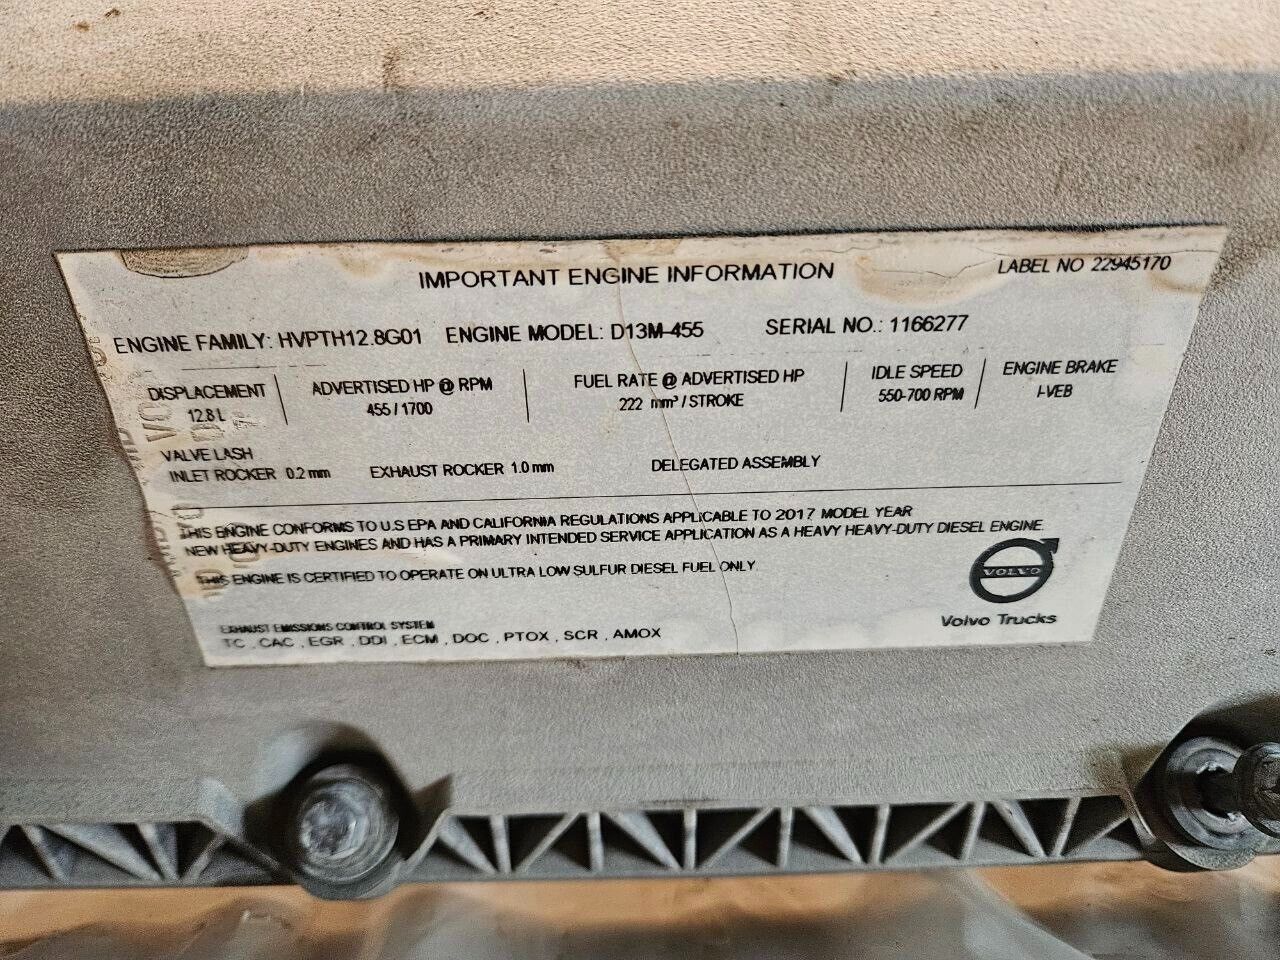 IMPORTANT ENGINE INFORMATION
LABEL NO 22945170
ENGINE FAMILY: HVPTH12.8G01 ENGINE MODEL: D13M-455 SERIAL NO.: 1166277
DISPLACEMENT
12.8 L
ADVERTISED HP @ RPM
455 / 1700
FUEL RATE @ ADVERTISED HP
222 mm³ / STROKE
IDLE SPEED
550-700 RPM
ENGINE BRAKE
I-VEB
VALVE LASH
INLET ROCKER 0.2 mm EXHAUST ROCKER 1.0 mm DELEGATED ASSEMBLY
THIS ENGINE CONFORMS TO U.S EPA AND CALIFORNIA REGULATIONS APPLICABLE TO 2017 MODEL YEAR
NEW HEAVY-DUTY ENGINES AND HAS A PRIMARY INTENDED SERVICE APPLICATION AS A HEAVY HEAVY-DUTY DIESEL ENGINE.
THIS ENGINE IS CERTIFIED TO OPERATE ON ULTRA LOW SULFUR DIESEL FUEL ONLY.
EXHAUST EMISSIONS CONTROL SYSTEM
TC , CAC , EGR , DDI , ECM , DOC , PTOX , SCR , AMOX
VOLVO
Volvo Trucks